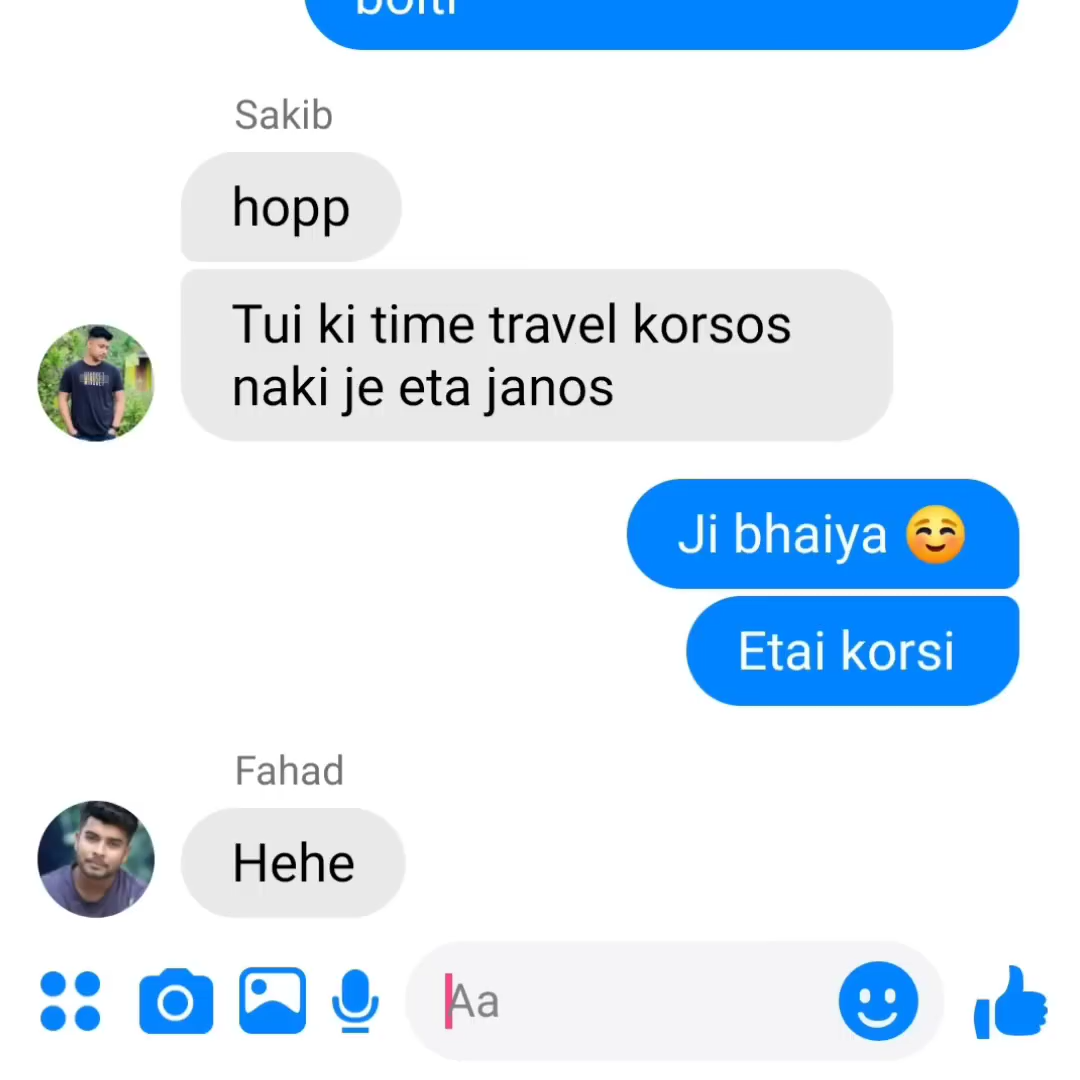 Sakib
hopp
Tui ki time travel korsos
naki je eta janos
Ji bhaiya ☺️
Etai korsi
Fahad
Hehe
Aa